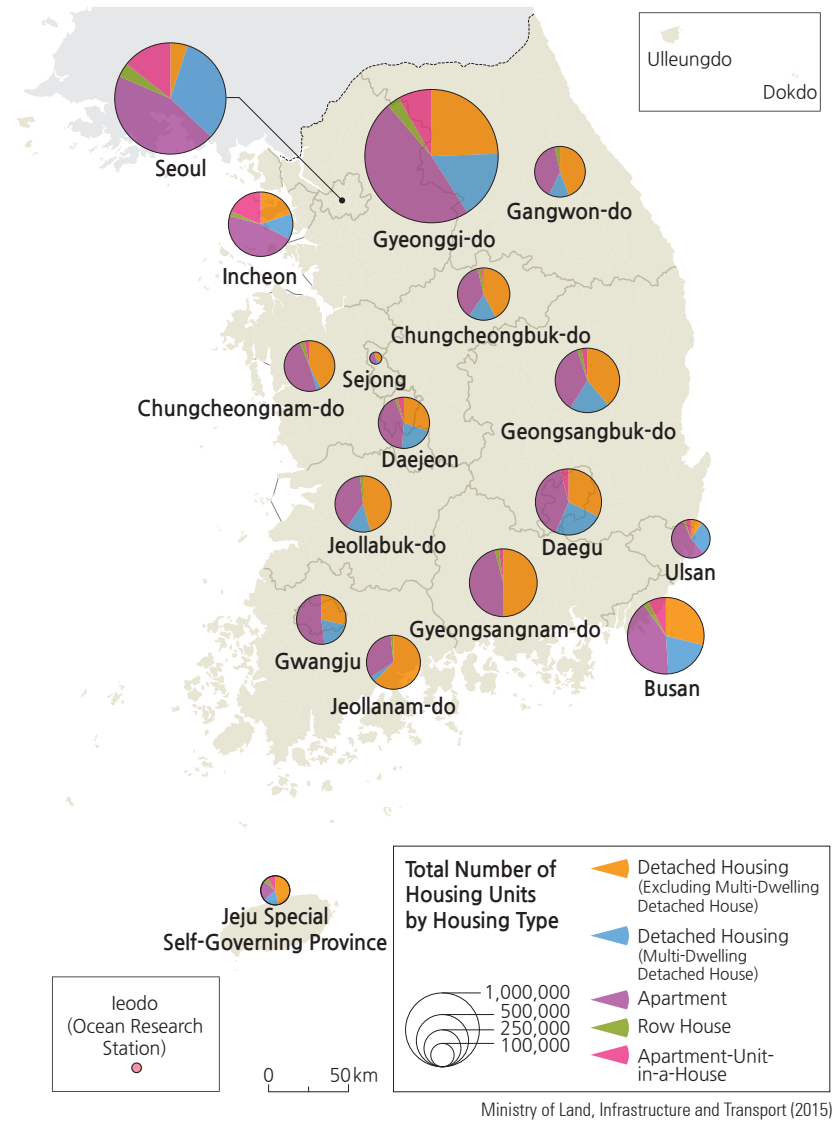 Ulleungdo
Dokdo
Seoul
Gyeonggi-do
Gangwon-do
Incheon
Chungcheongbuk-do
Sejong
Chungcheongnam-do
Daejeon
Geongsangbuk-do
Jeollabuk-do
Daegu
Ulsan
Gyeongsangnam-do
Gwangju
Busan
Jeollanam-do
Jeju Special
Self-Governing Province
Ieodo
(Ocean Research
Station)
0 50 km
Total Number of
Housing Units
by Housing Type
1,000,000
500,000
250,000
100,000
Detached Housing
(Excluding Multi-Dwelling
Detached House)
Detached Housing
(Multi-Dwelling
Detached House)
Apartment
Row House
Apartment-Unit-
in-a-House
Ministry of Land, Infrastructure and Transport (2015)